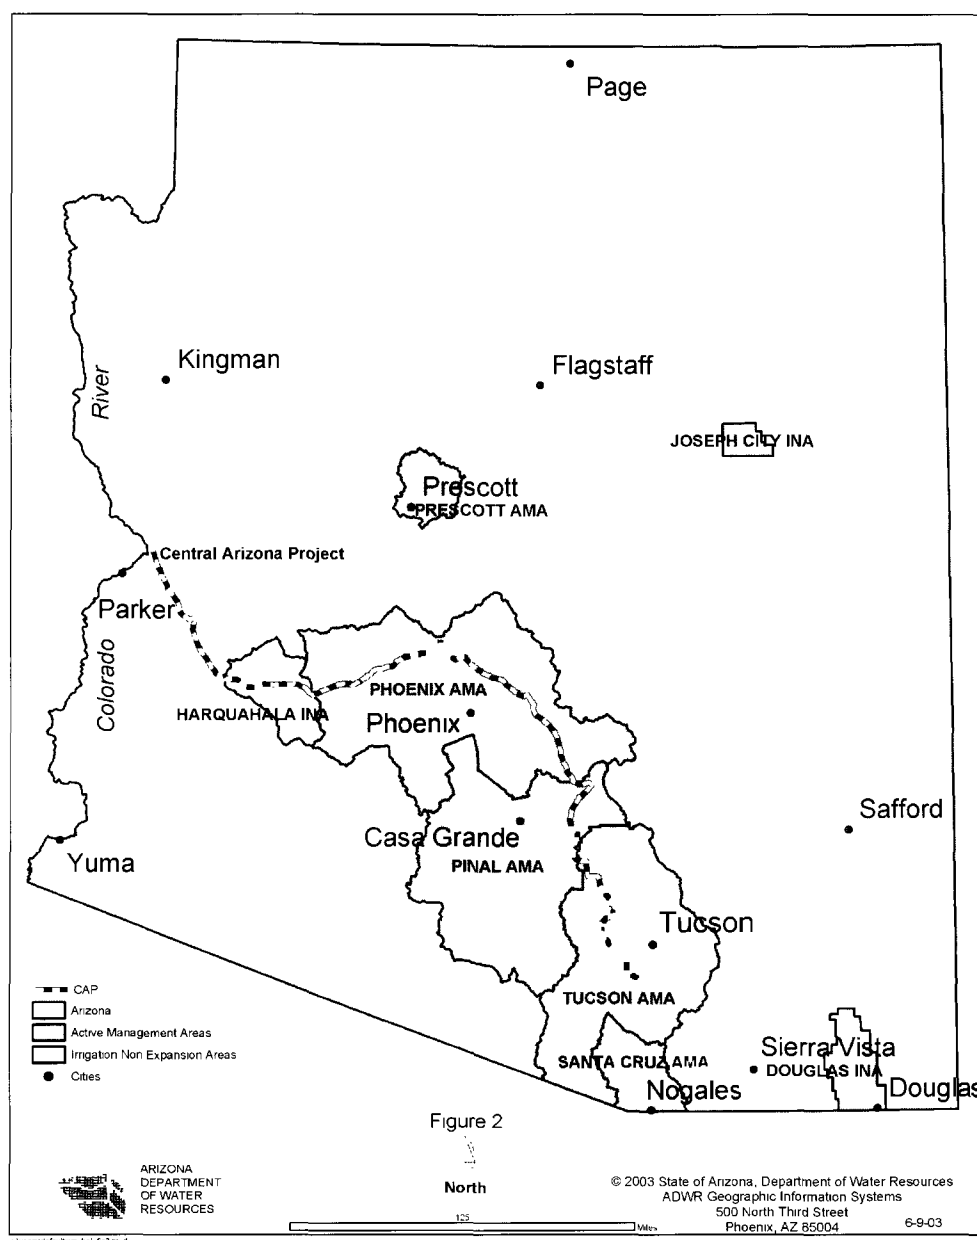 Page
Kingman
Flagstaff
River
JOSEPH CITY INA
Prescott
PRESCOTT AMA
Central Arizona Project
Parker
Colorado
PHOENIX AMA
HARQUAHALA INA
Phoenix
Safford
Casa Grande
PINAL AMA
Yuma
Tucson
CAP
TUCSON AMA
Arizona
Active Management Areas
Irrigation Non Expansion Areas
Cities
Sierra Vista
SANTA CRUZ AMA
DOUGLAS INA
Nogales
Douglas
Figure 2
North
ARIZONA
DEPARTMENT
OF WATER
RESOURCES
© 2003 State of Arizona, Department of Water Resources
ADWR Geographic Information Systems
500 North Third Street
Phoenix, AZ 85004
6-9-03
125
Miles